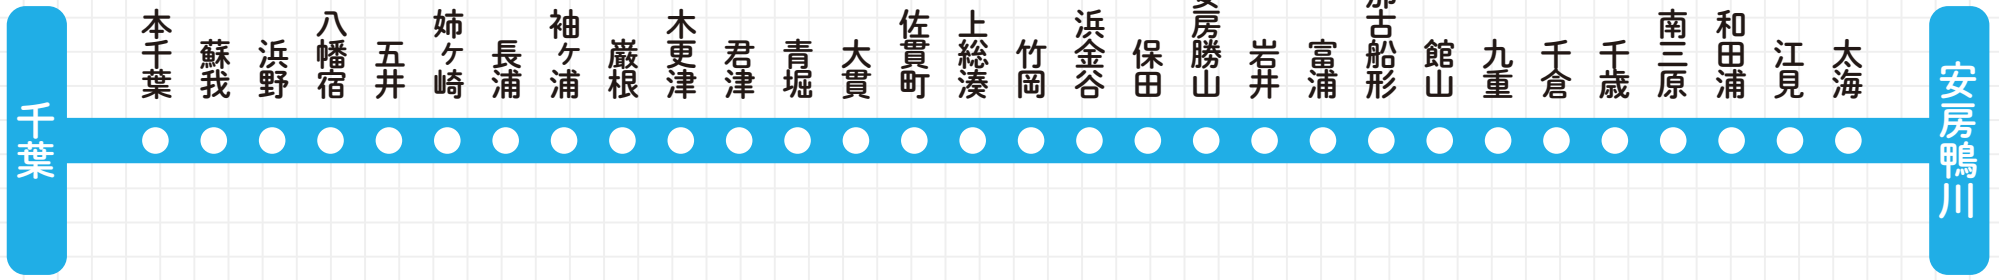 千葉
本千葉
蘇我
浜野
八幡宿
五井
姉ヶ崎
長浦
袖ヶ浦
巌根
木更津
君津
青堀
大貫
佐貫町
上総湊
竹岡
浜金谷
保田
安房勝山
岩井
富浦
那古船形
館山
九重
千倉
千歳
南三原
和田浦
江見
太海
安房鴨川